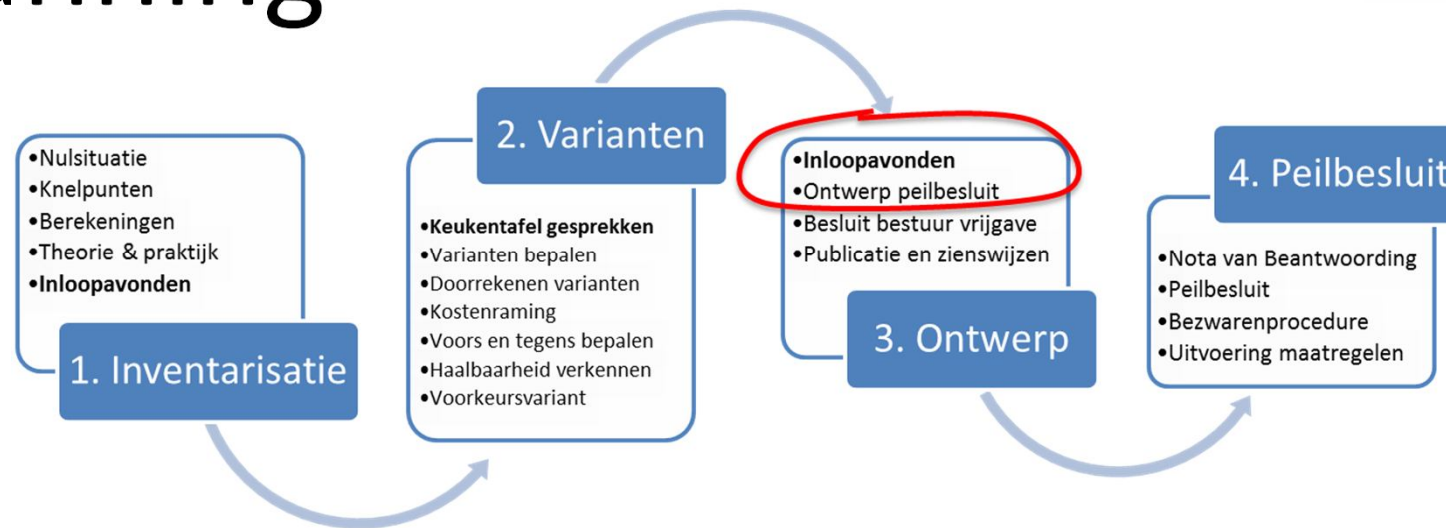 •Nulsituatie
•Knelpunten
•Berekeningen
•Theorie & praktijk
•Inloopavonden
1. Inventarisatie
2. Varianten
•Keukentafel gesprekken
•Varianten bepalen
•Doorrekenen varianten
•Kostenraming
•Voors en tegens bepalen
•Haalbaarheid verkennen
•Voorkeursvariant
•Inloopavonden
•Ontwerp peilbesluit
•Besluit bestuur vrijgave
•Publicatie en zienswijzen
3. Ontwerp
4. Peilbesluit
•Nota van Beantwoording
•Peilbesluit
•Bezwarenprocedure
•Uitvoering maatregelen